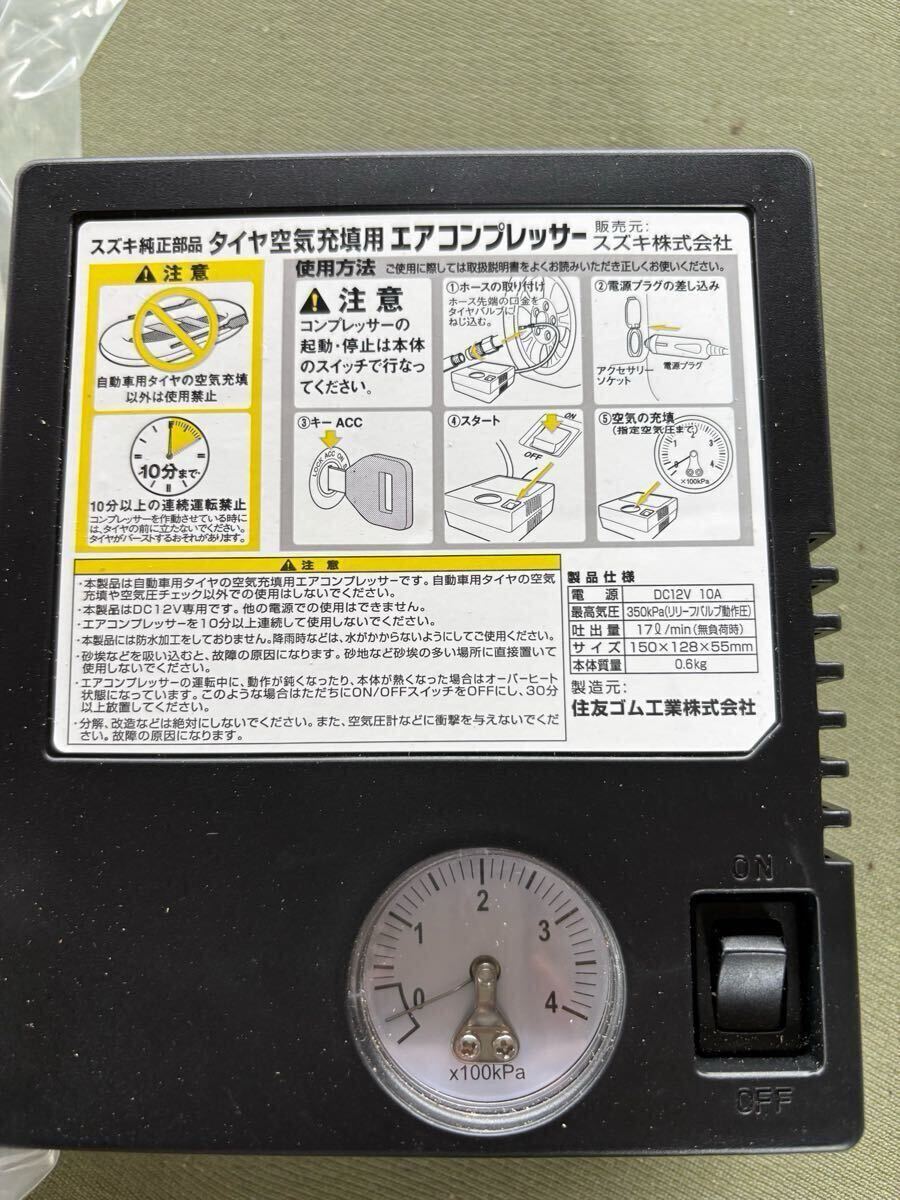 スズキ純正部品 タイヤ空気充填用 エアコンプレッサー 販売元: スズキ株式会社
注意
自動車用タイヤの空気充填
以外は使用禁止
10分まで
10分以上の連続運転禁止
コンプレッサーを作動させている時に
は、タイヤの前に立たないでください。
タイヤがバーストするおそれがあります。
使用方法 ご使用に際しては取扱説明書をよくお読みいただき正しくお使いください。
注意
コンプレッサーの
起動・停止は本体
のスイッチで行なっ
てください。
①ホースの取り付け
ホース先端の口金を
タイヤバルブに
ねじ込む。
②電源プラグの差し込み
アクセサリー
ソケット
電源プラグ
③キー ACC
LOCK ACC ON
④スタート
ON
OFF
⑤空気の充填
(指定空気圧まで)
0 1 2 3 4
×100kPa
注意
・本製品は自動車用タイヤの空気充填用エアコンプレッサーです。自動車用タイヤの空気
充填や空気圧チェック以外での使用はしないでください。
・本製品はDC12V専用です。他の電源での使用はできません。
・エアコンプレッサーを10分以上連続して使用しないでください。
・本製品には防水加工をしておりません。降雨時などは、水がかからないようにしてご使用ください。
・砂埃などを吸い込むと、故障の原因になります。砂地など砂埃の多い場所に直接置いて
使用しないでください。
・エアコンプレッサーの運転中に、動作が鈍くなったり、本体が熱くなった場合はオーバーヒート
状態になっています。このような場合はただちにON/OFFスイッチをOFFにし、30分
以上放置してください。
・分解、改造などは絶対にしないでください。また、空気圧計などに衝撃を与えないでくだ
さい。故障の原因になります。
製品仕様
電源 DC12V 10A
最高気圧 350kPa(リリーフバルブ動作圧)
吐出量 17ℓ/min(無負荷時)
サイズ 150×128×55mm
本体質量 0.6kg
製造元:
住友ゴム工業株式会社
0 1 2 3 4
x100kPa
ON
OFF